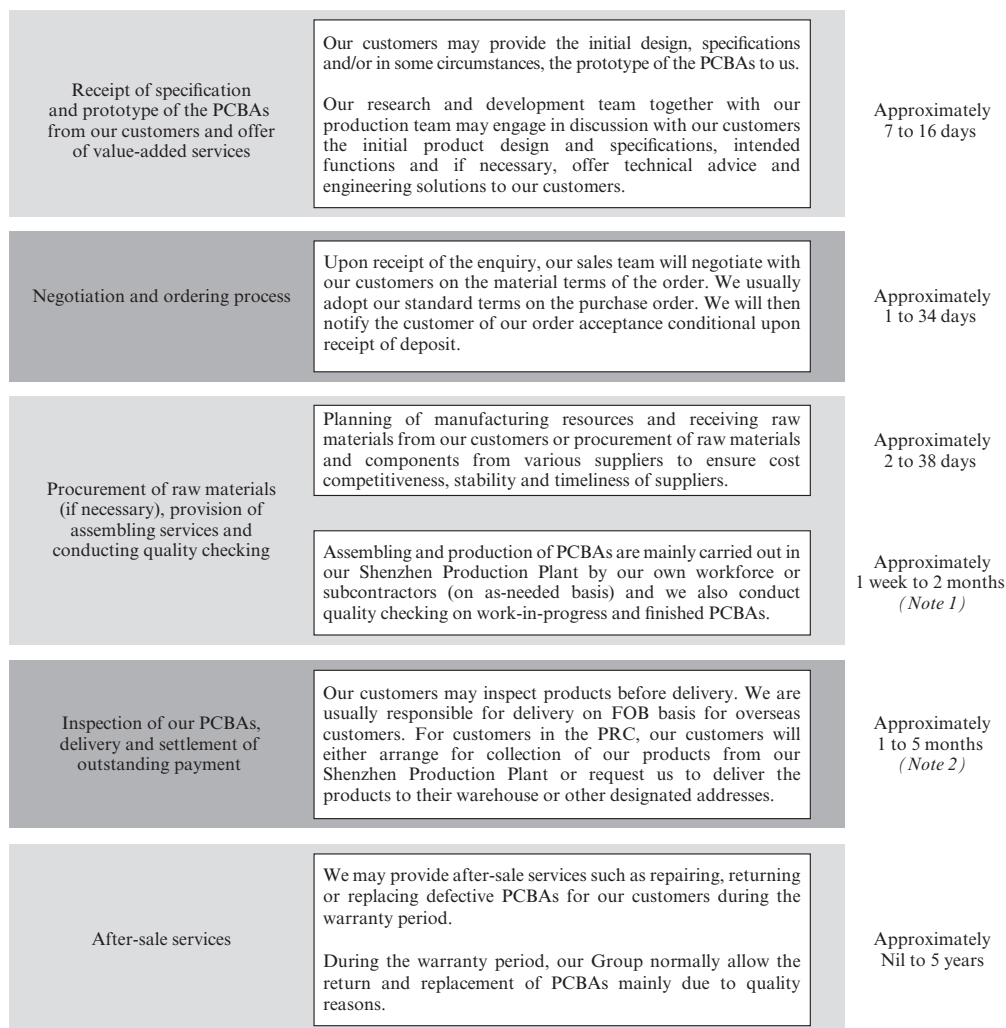 Receipt of specification
and prototype of the PCBAs
from our customers and offer
of value-added services
Our customers may provide the initial design, specifications
and/or in some circumstances, the prototype of the PCBAs to us.
Our research and development team together with our
production team may engage in discussion with our customers
the initial product design and specifications, intended
functions and if necessary, offer technical advice and
engineering solutions to our customers.
Approximately
7 to 16 days
Negotiation and ordering process
Upon receipt of the enquiry, our sales team will negotiate with
our customers on the material terms of the order. We usually
adopt our standard terms on the purchase order. We will then
notify the customer of our order acceptance conditional upon
receipt of deposit.
Approximately
1 to 34 days
Procurement of raw materials
(if necessary), provision of
assembling services and
conducting quality checking
Planning of manufacturing resources and receiving raw
materials from our customers or procurement of raw materials
and components from various suppliers to ensure cost
competitiveness, stability and timeliness of suppliers.
Approximately
2 to 38 days
Assembling and production of PCBAs are mainly carried out in
our Shenzhen Production Plant by our own workforce or
subcontractors (on as-needed basis) and we also conduct
quality checking on work-in-progress and finished PCBAs.
Approximately
1 week to 2 months
(Note 1)
Inspection of our PCBAs,
delivery and settlement of
outstanding payment
Our customers may inspect products before delivery. We are
usually responsible for delivery on FOB basis for overseas
customers. For customers in the PRC, our customers will
either arrange for collection of our products from our
Shenzhen Production Plant or request us to deliver the
products to their warehouse or other designated addresses.
Approximately
1 to 5 months
(Note 2)
After-sale services
We may provide after-sale services such as repairing, returning
or replacing defective PCBAs for our customers during the
warranty period.
During the warranty period, our Group normally allow the
return and replacement of PCBAs mainly due to quality
reasons.
Approximately
Nil to 5 years